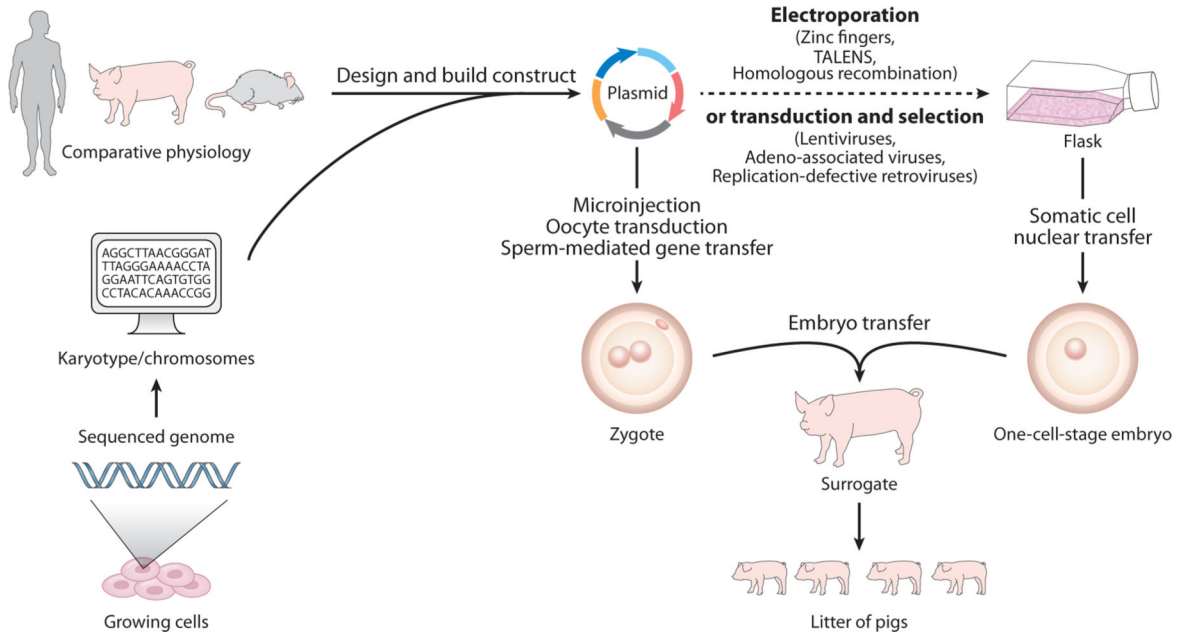 Comparative physiology
Design and build construct
Plasmid
Electroporation
(Zinc fingers,
TALENS,
Homologous recombination)
or transduction and selection
(Lentiviruses,
Adeno-associated viruses,
Replication-defective retroviruses)
Flask
Microinjection
Oocyte transduction
Sperm-mediated gene transfer
Somatic cell
nuclear transfer
AGGCTTAACGGGAT
TTAGGGAAAACCTA
GGAATTCAGTGTGG
CCTACACAAACCGG
Karyotype/chromosomes
Sequenced genome
Growing cells
Zygote
Embryo transfer
One-cell-stage embryo
Surrogate
Litter of pigs